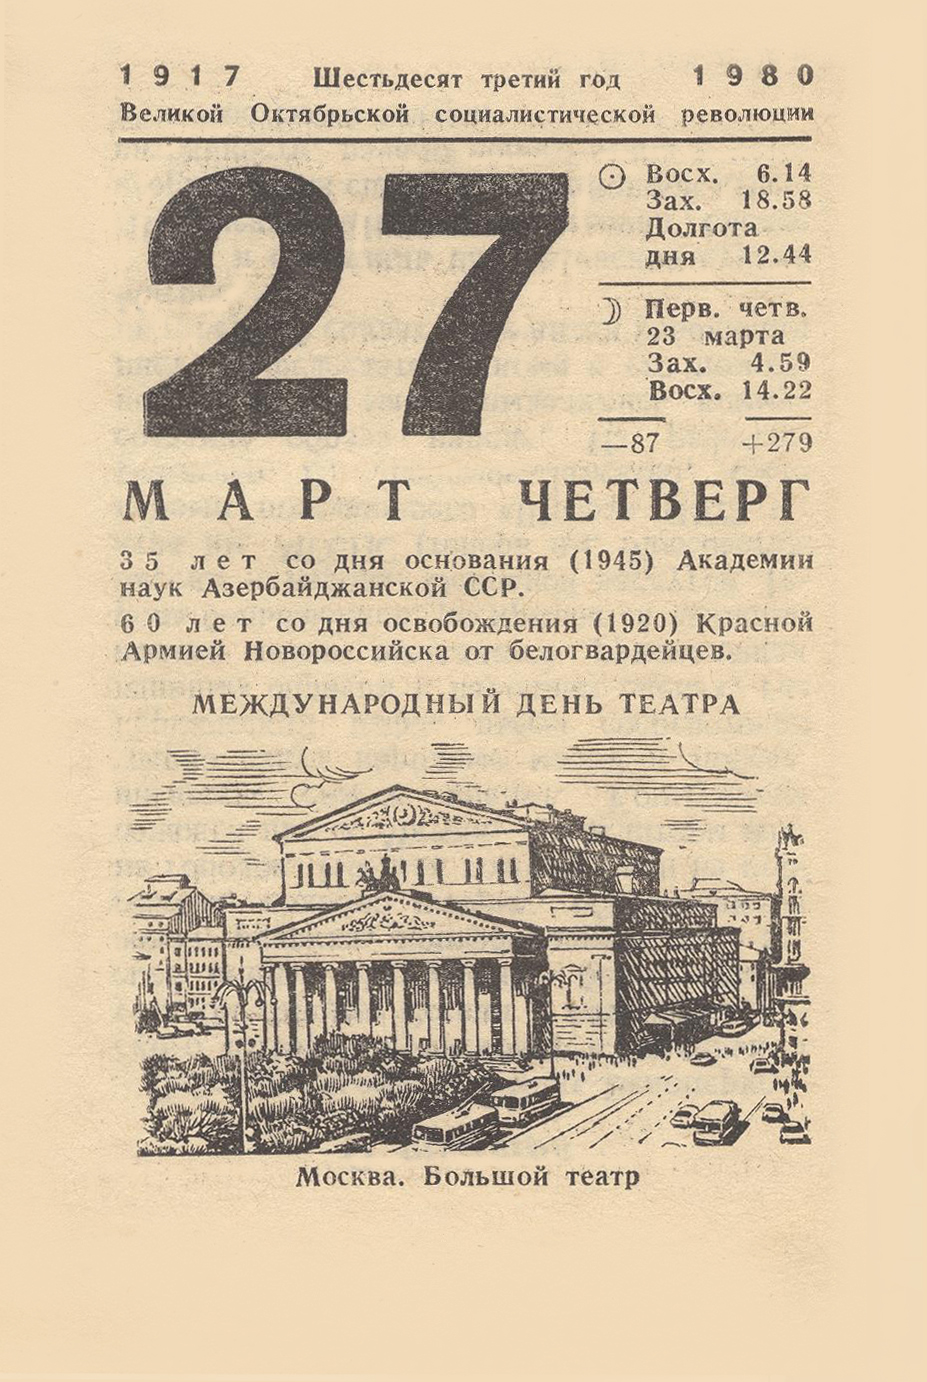 1917 Шестьдесят третий год 1980
Великой Октябрьской социалистической революции
27
Восх. 6.14
Зах. 18.58
Долгота
дня 12.44
Перв. четв.
23 марта
Зах. 4.59
Восх. 14.22
—87 +279
МАРТ ЧЕТВЕРГ
35 лет со дня основания (1945) Академии
наук Азербайджанской ССР.
60 лет со дня освобождения (1920) Красной
Армией Новороссийска от белогвардейцев.
МЕЖДУНАРОДНЫЙ ДЕНЬ ТЕАТРА
Москва. Большой театр